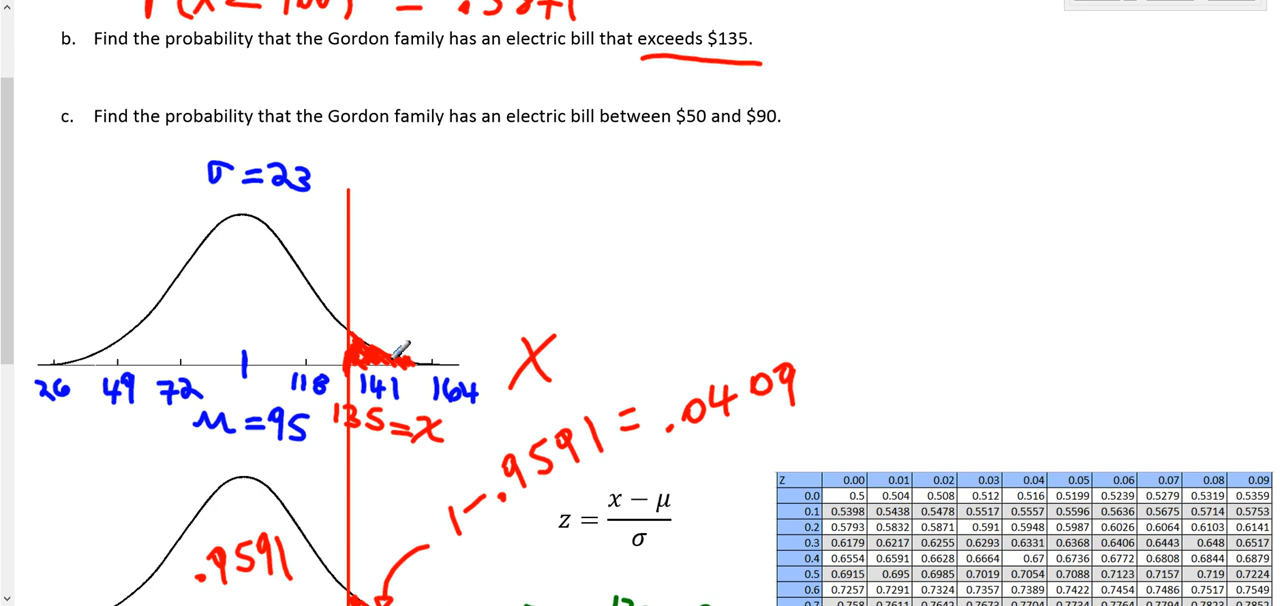 b. Find the probability that the Gordon family has an electric bill that exceeds $135.
c. Find the probability that the Gordon family has an electric bill between $50 and $90.
σ = 23
26 49 72 118 141 164
μ = 95
135 = x
X
1 - .9591 = .0409
.9591
z = (x − μ) / σ
Z 0.00 0.01 0.02 0.03 0.04 0.05 0.06 0.07 0.08 0.09
0.0 0.5 0.504 0.508 0.512 0.516 0.5199 0.5239 0.5279 0.5319 0.5359
0.1 0.5398 0.5438 0.5478 0.5517 0.5557 0.5596 0.5636 0.5675 0.5714 0.5753
0.2 0.5793 0.5832 0.5871 0.591 0.5948 0.5987 0.6026 0.6064 0.6103 0.6141
0.3 0.6179 0.6217 0.6255 0.6293 0.6331 0.6368 0.6406 0.6443 0.648 0.6517
0.4 0.6554 0.6591 0.6628 0.6664 0.67 0.6736 0.6772 0.6808 0.6844 0.6879
0.5 0.6915 0.695 0.6985 0.7019 0.7054 0.7088 0.7123 0.7157 0.719 0.7224
0.6 0.7257 0.7291 0.7324 0.7357 0.7389 0.7422 0.7454 0.7486 0.7517 0.7549